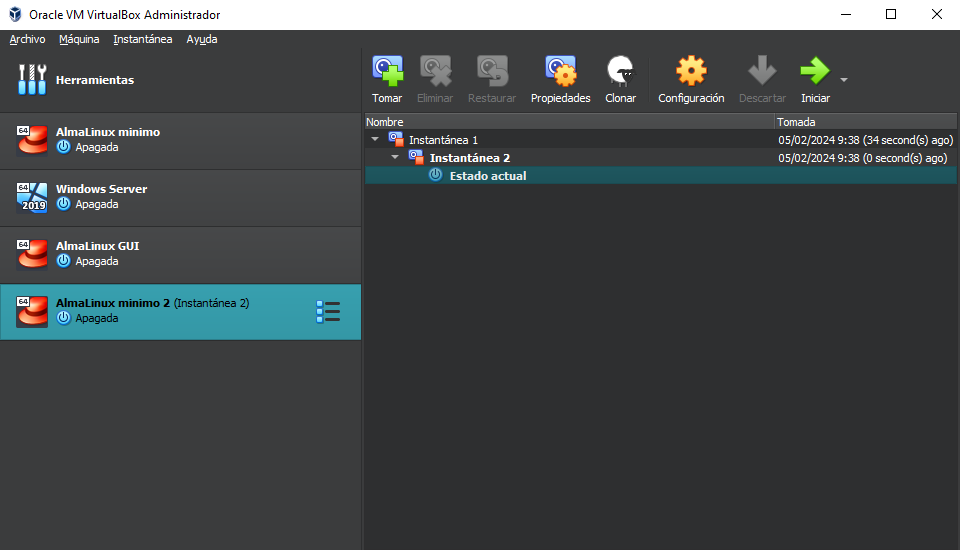 Oracle VM VirtualBox Administrador
Archivo Máquina Instantánea Ayuda
Herramientas
64 AlmaLinux minimo
Apagada
64 Windows Server
2019 Apagada
64 AlmaLinux GUI
Apagada
64 AlmaLinux minimo 2 (Instantánea 2)
Apagada
Tomar Eliminar Restaurar Propiedades Clonar Configuración Descartar Iniciar
Nombre Tomada
Instantánea 1 05/02/2024 9:38 (34 second(s) ago)
Instantánea 2 05/02/2024 9:38 (0 second(s) ago)
Estado actual